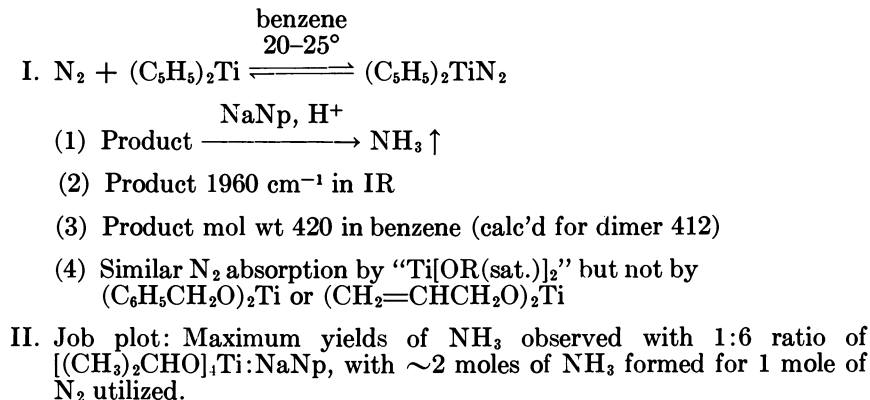 benzene
20–25°
I. N₂ + (C₅H₅)₂Ti ⇌ (C₅H₅)₂TiN₂
NaNp, H⁺
(1) Product ⟶ NH₃ ↑
(2) Product 1960 cm⁻¹ in IR
(3) Product mol wt 420 in benzene (calc’d for dimer 412)
(4) Similar N₂ absorption by “Ti[OR(sat.)]₂” but not by
(C₆H₅CH₂O)₂Ti or (CH₂=CHCH₂O)₂Ti
II. Job plot: Maximum yields of NH₃ observed with 1:6 ratio of
[(CH₃)₂CHO]₄Ti:NaNp, with ∼2 moles of NH₃ formed for 1 mole of
N₂ utilized.